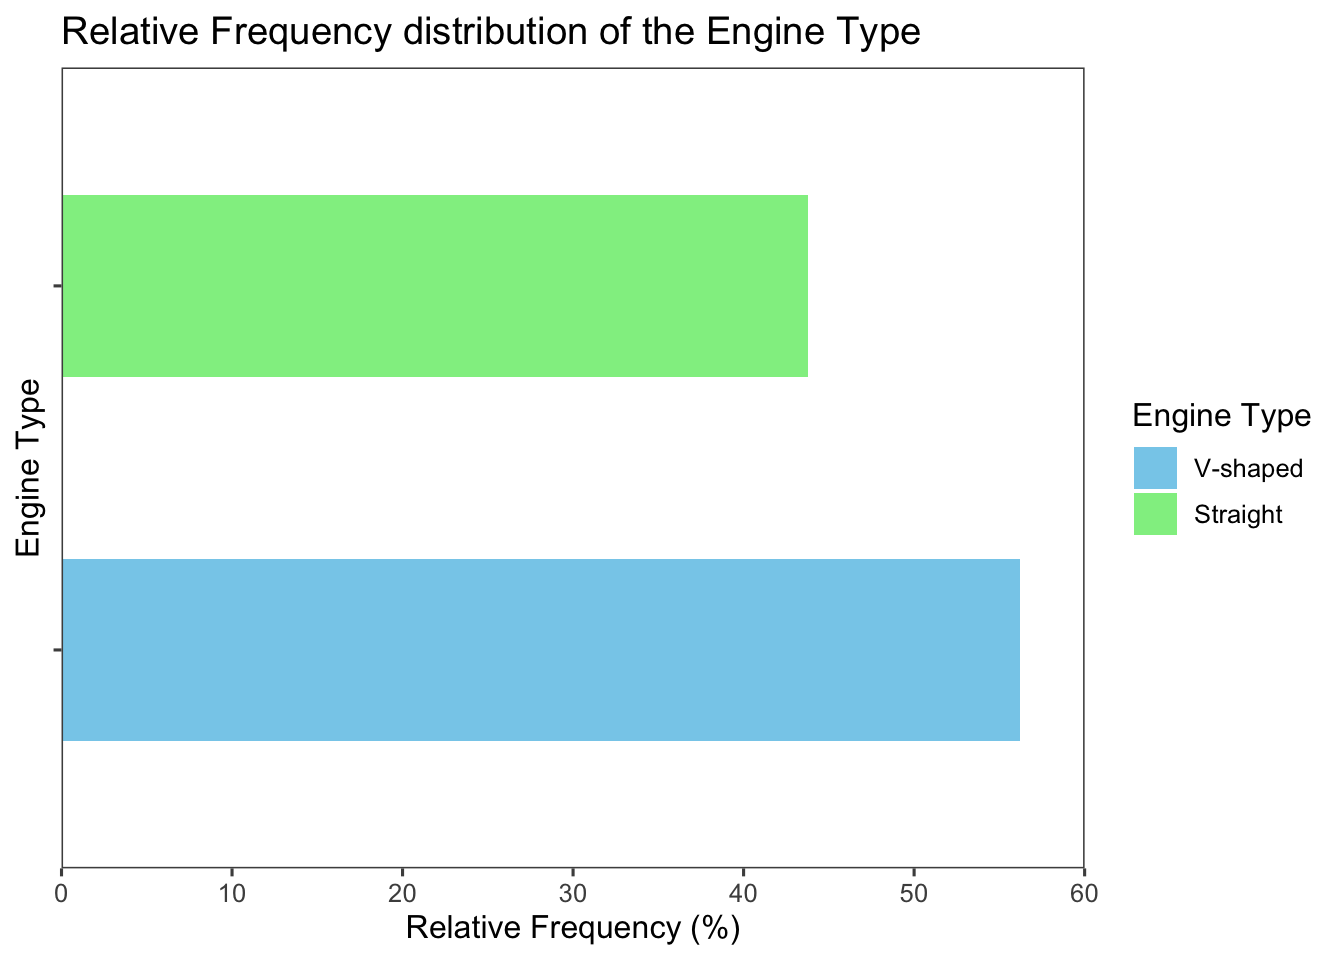 Relative Frequency distribution of the Engine Type
Engine Type
Engine Type
V-shaped
Straight
0 10 20 30 40 50 60
Relative Frequency (%)